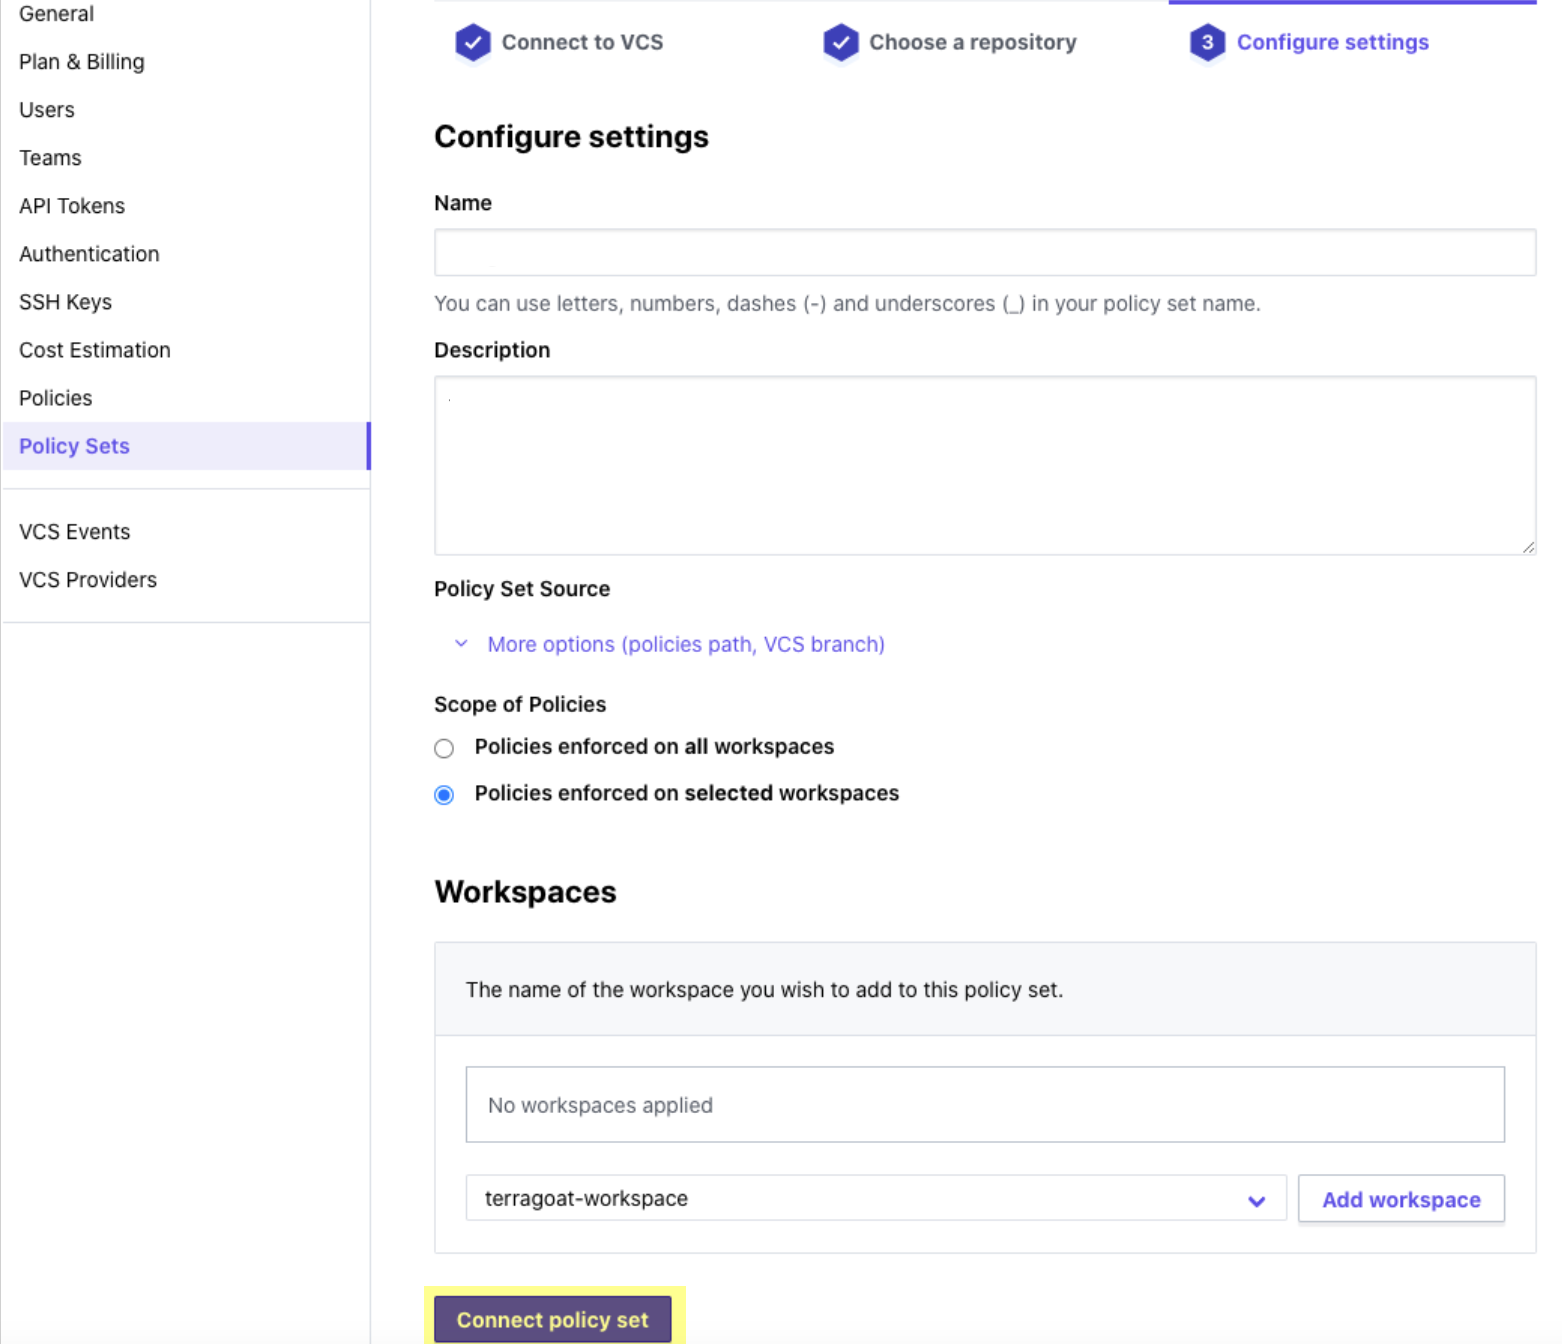 General
Plan & Billing
Users
Teams
API Tokens
Authentication
SSH Keys
Cost Estimation
Policies
Policy Sets
VCS Events
VCS Providers
Connect to VCS
Choose a repository
3 Configure settings
Configure settings
Name
You can use letters, numbers, dashes (-) and underscores (_) in your policy set name.
Description
Policy Set Source
More options (policies path, VCS branch)
Scope of Policies
Policies enforced on all workspaces
Policies enforced on selected workspaces
Workspaces
The name of the workspace you wish to add to this policy set.
No workspaces applied
terragoat-workspace
Add workspace
Connect policy set